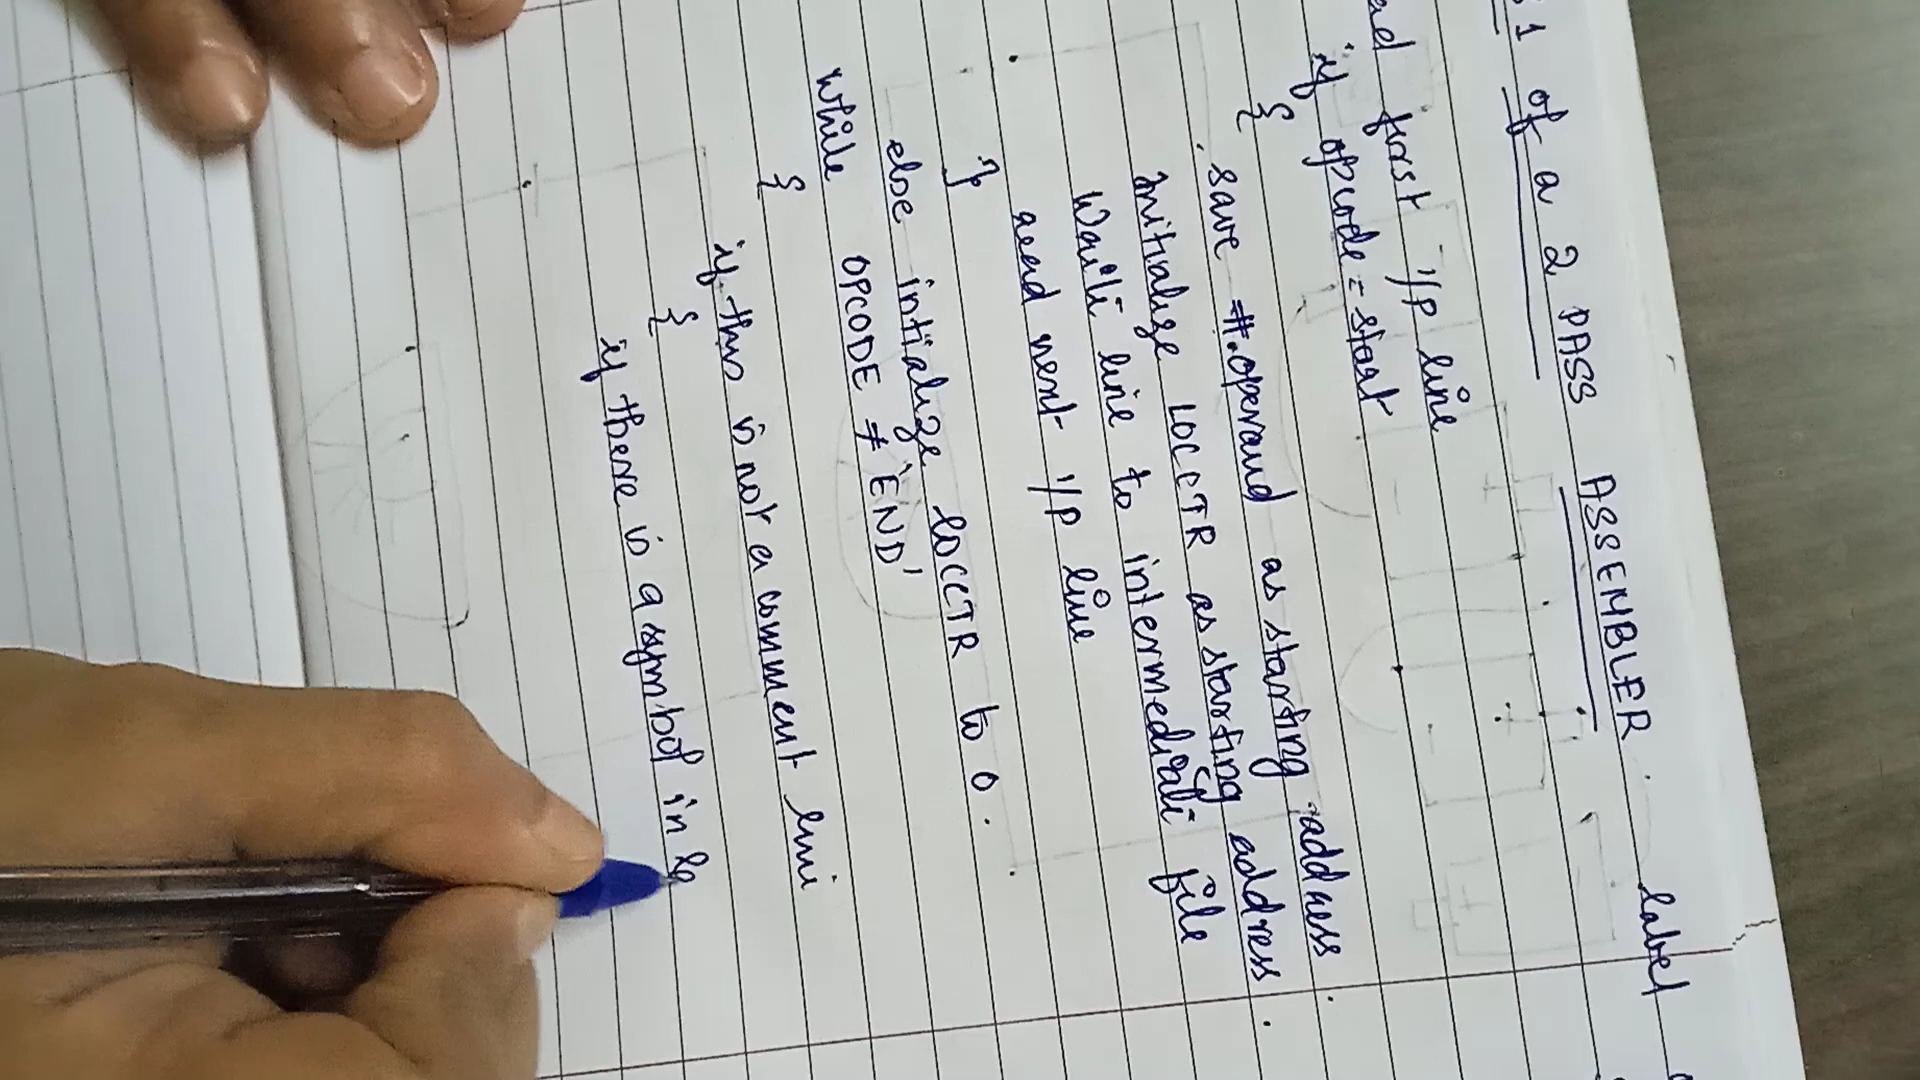 label
1 of a 2 PASS ASSEMBLER
ad first i/p line
if opcode = start
{
save #operand as starting address
initialize LOCCTR as starting address
Write line to intermediate file
read next i/p line
}
else intialize LOCCTR to 0.
while OPCODE ≠ 'END'
{
if this is not a comment line
{
if there is a symbol in le